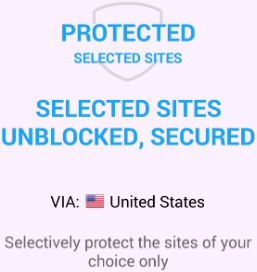 PROTECTED
SELECTED SITES
SELECTED SITES
UNBLOCKED, SECURED
VIA: United States
Selectively protect the sites of your
choice only